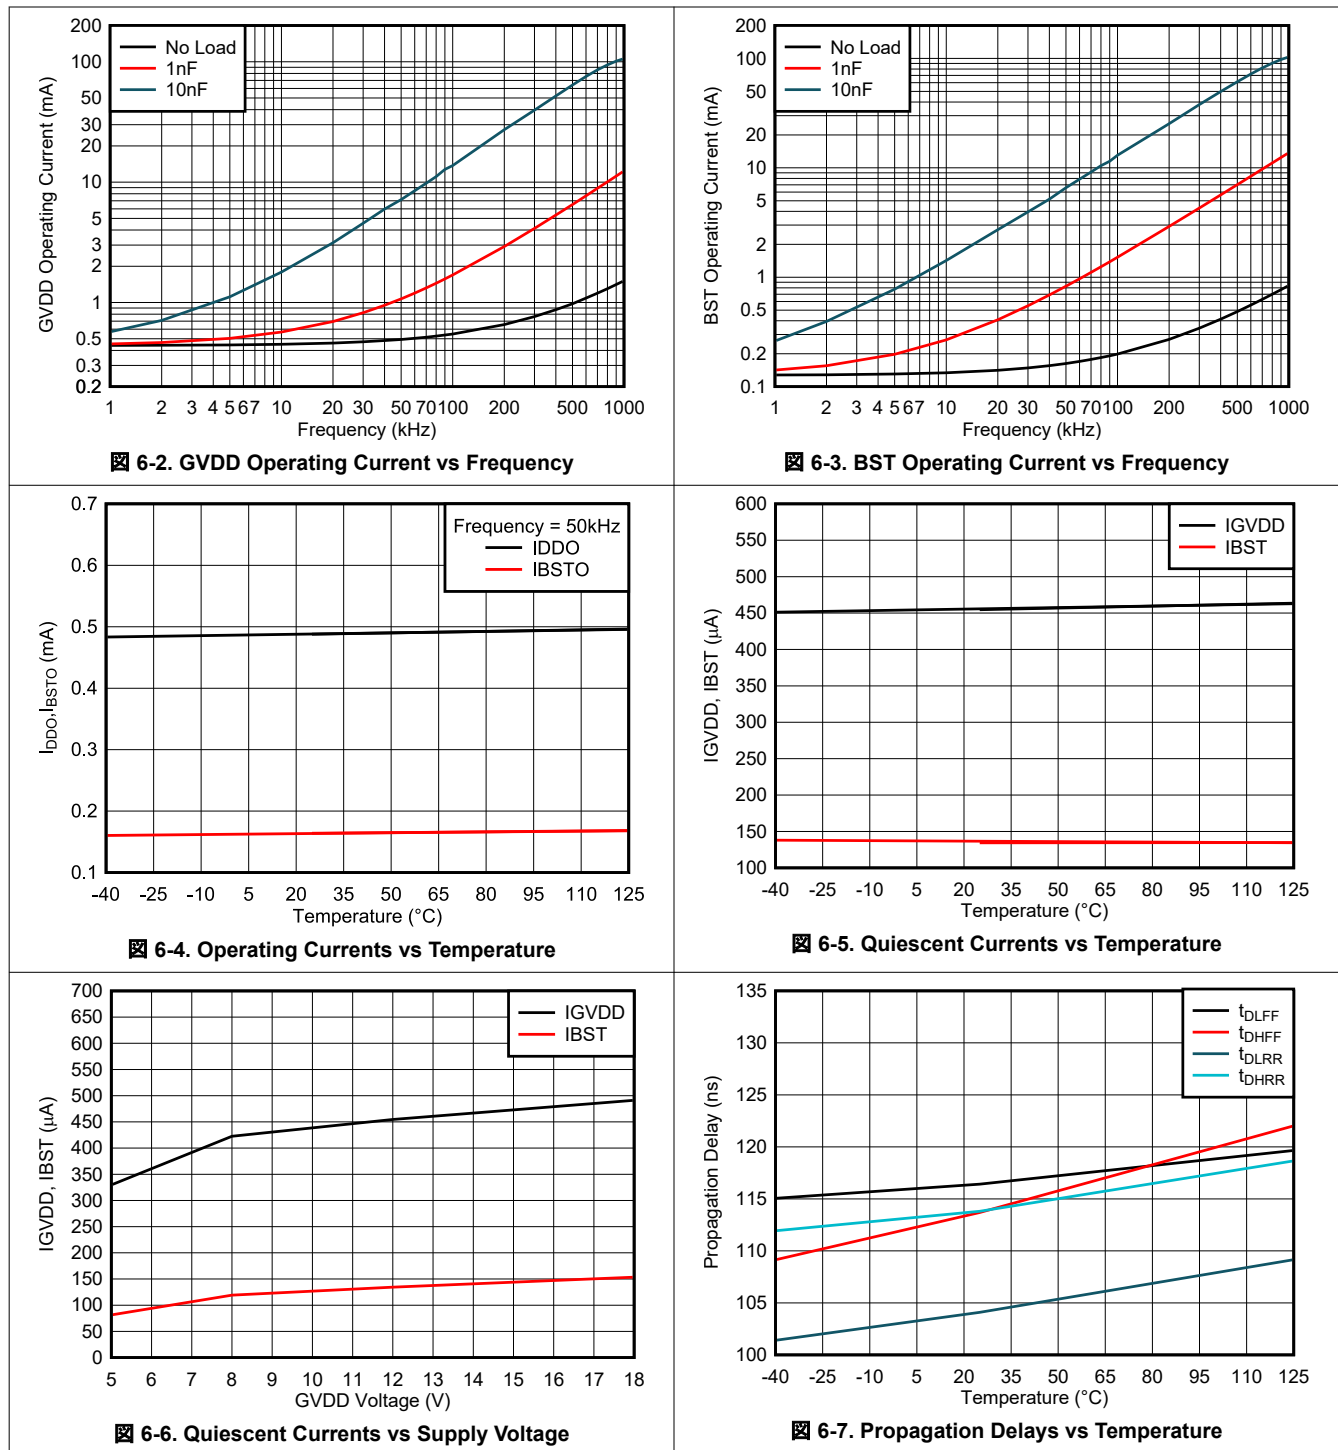 200
100
50
30
20
10
5
3
2
1
0.5
0.3
0.2
GVDD Operating Current (mA)
No Load
1nF
10nF
1 2 3 4 5 6 7 10 20 30 50 70 100 200 500 1000
Frequency (kHz)
図 6-2. GVDD Operating Current vs Frequency
200
100
50
20
10
5
2
1
0.5
0.2
0.1
BST Operating Current (mA)
No Load
1nF
10nF
1 2 3 4 5 6 7 10 20 30 50 70 100 200 500 1000
Frequency (kHz)
図 6-3. BST Operating Current vs Frequency
0.7
0.6
0.5
0.4
0.3
0.2
0.1
IDDO,IBSTO (mA)
Frequency = 50kHz
IDDO
IBSTO
-40 -25 -10 5 20 35 50 65 80 95 110 125
Temperature (°C)
図 6-4. Operating Currents vs Temperature
600
550
500
450
400
350
300
250
200
150
100
IGVDD, IBST (μA)
IGVDD
IBST
-40 -25 -10 5 20 35 50 65 80 95 110 125
Temperature (°C)
図 6-5. Quiescent Currents vs Temperature
700
650
600
550
500
450
400
350
300
250
200
150
100
50
0
IGVDD, IBST (μA)
IGVDD
IBST
5 6 7 8 9 10 11 12 13 14 15 16 17 18
GVDD Voltage (V)
図 6-6. Quiescent Currents vs Supply Voltage
135
130
125
120
115
110
105
100
Propagation Delay (ns)
tDLFF
tDHFF
tDLRR
tDHRR
-40 -25 -10 5 20 35 50 65 80 95 110 125
Temperature (°C)
図 6-7. Propagation Delays vs Temperature